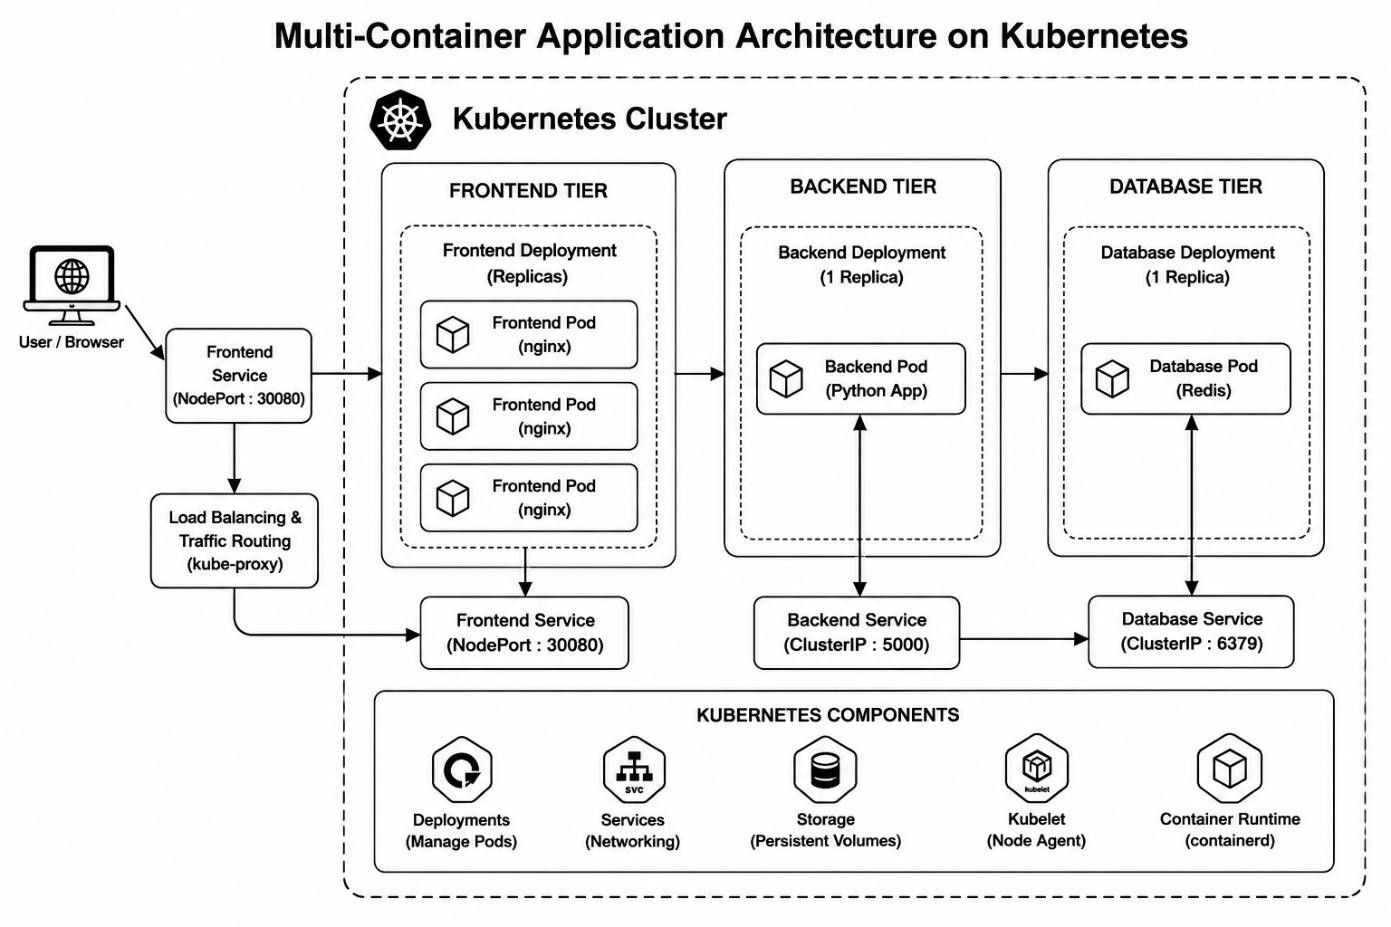 Multi-Container Application Architecture on Kubernetes
Kubernetes Cluster
User / Browser
Frontend
Service
(NodePort : 30080)
Load Balancing &
Traffic Routing
(kube-proxy)
FRONTEND TIER
Frontend Deployment
(Replicas)
Frontend Pod
(nginx)
Frontend Pod
(nginx)
Frontend Pod
(nginx)
Frontend Service
(NodePort : 30080)
BACKEND TIER
Backend Deployment
(1 Replica)
Backend Pod
(Python App)
Backend Service
(ClusterIP : 5000)
DATABASE TIER
Database Deployment
(1 Replica)
Database Pod
(Redis)
Database Service
(ClusterIP : 6379)
KUBERNETES COMPONENTS
Deployments
(Manage Pods)
svc
Services
(Networking)
Storage
(Persistent Volumes)
kubelet
Kubelet
(Node Agent)
Container Runtime
(containerd)